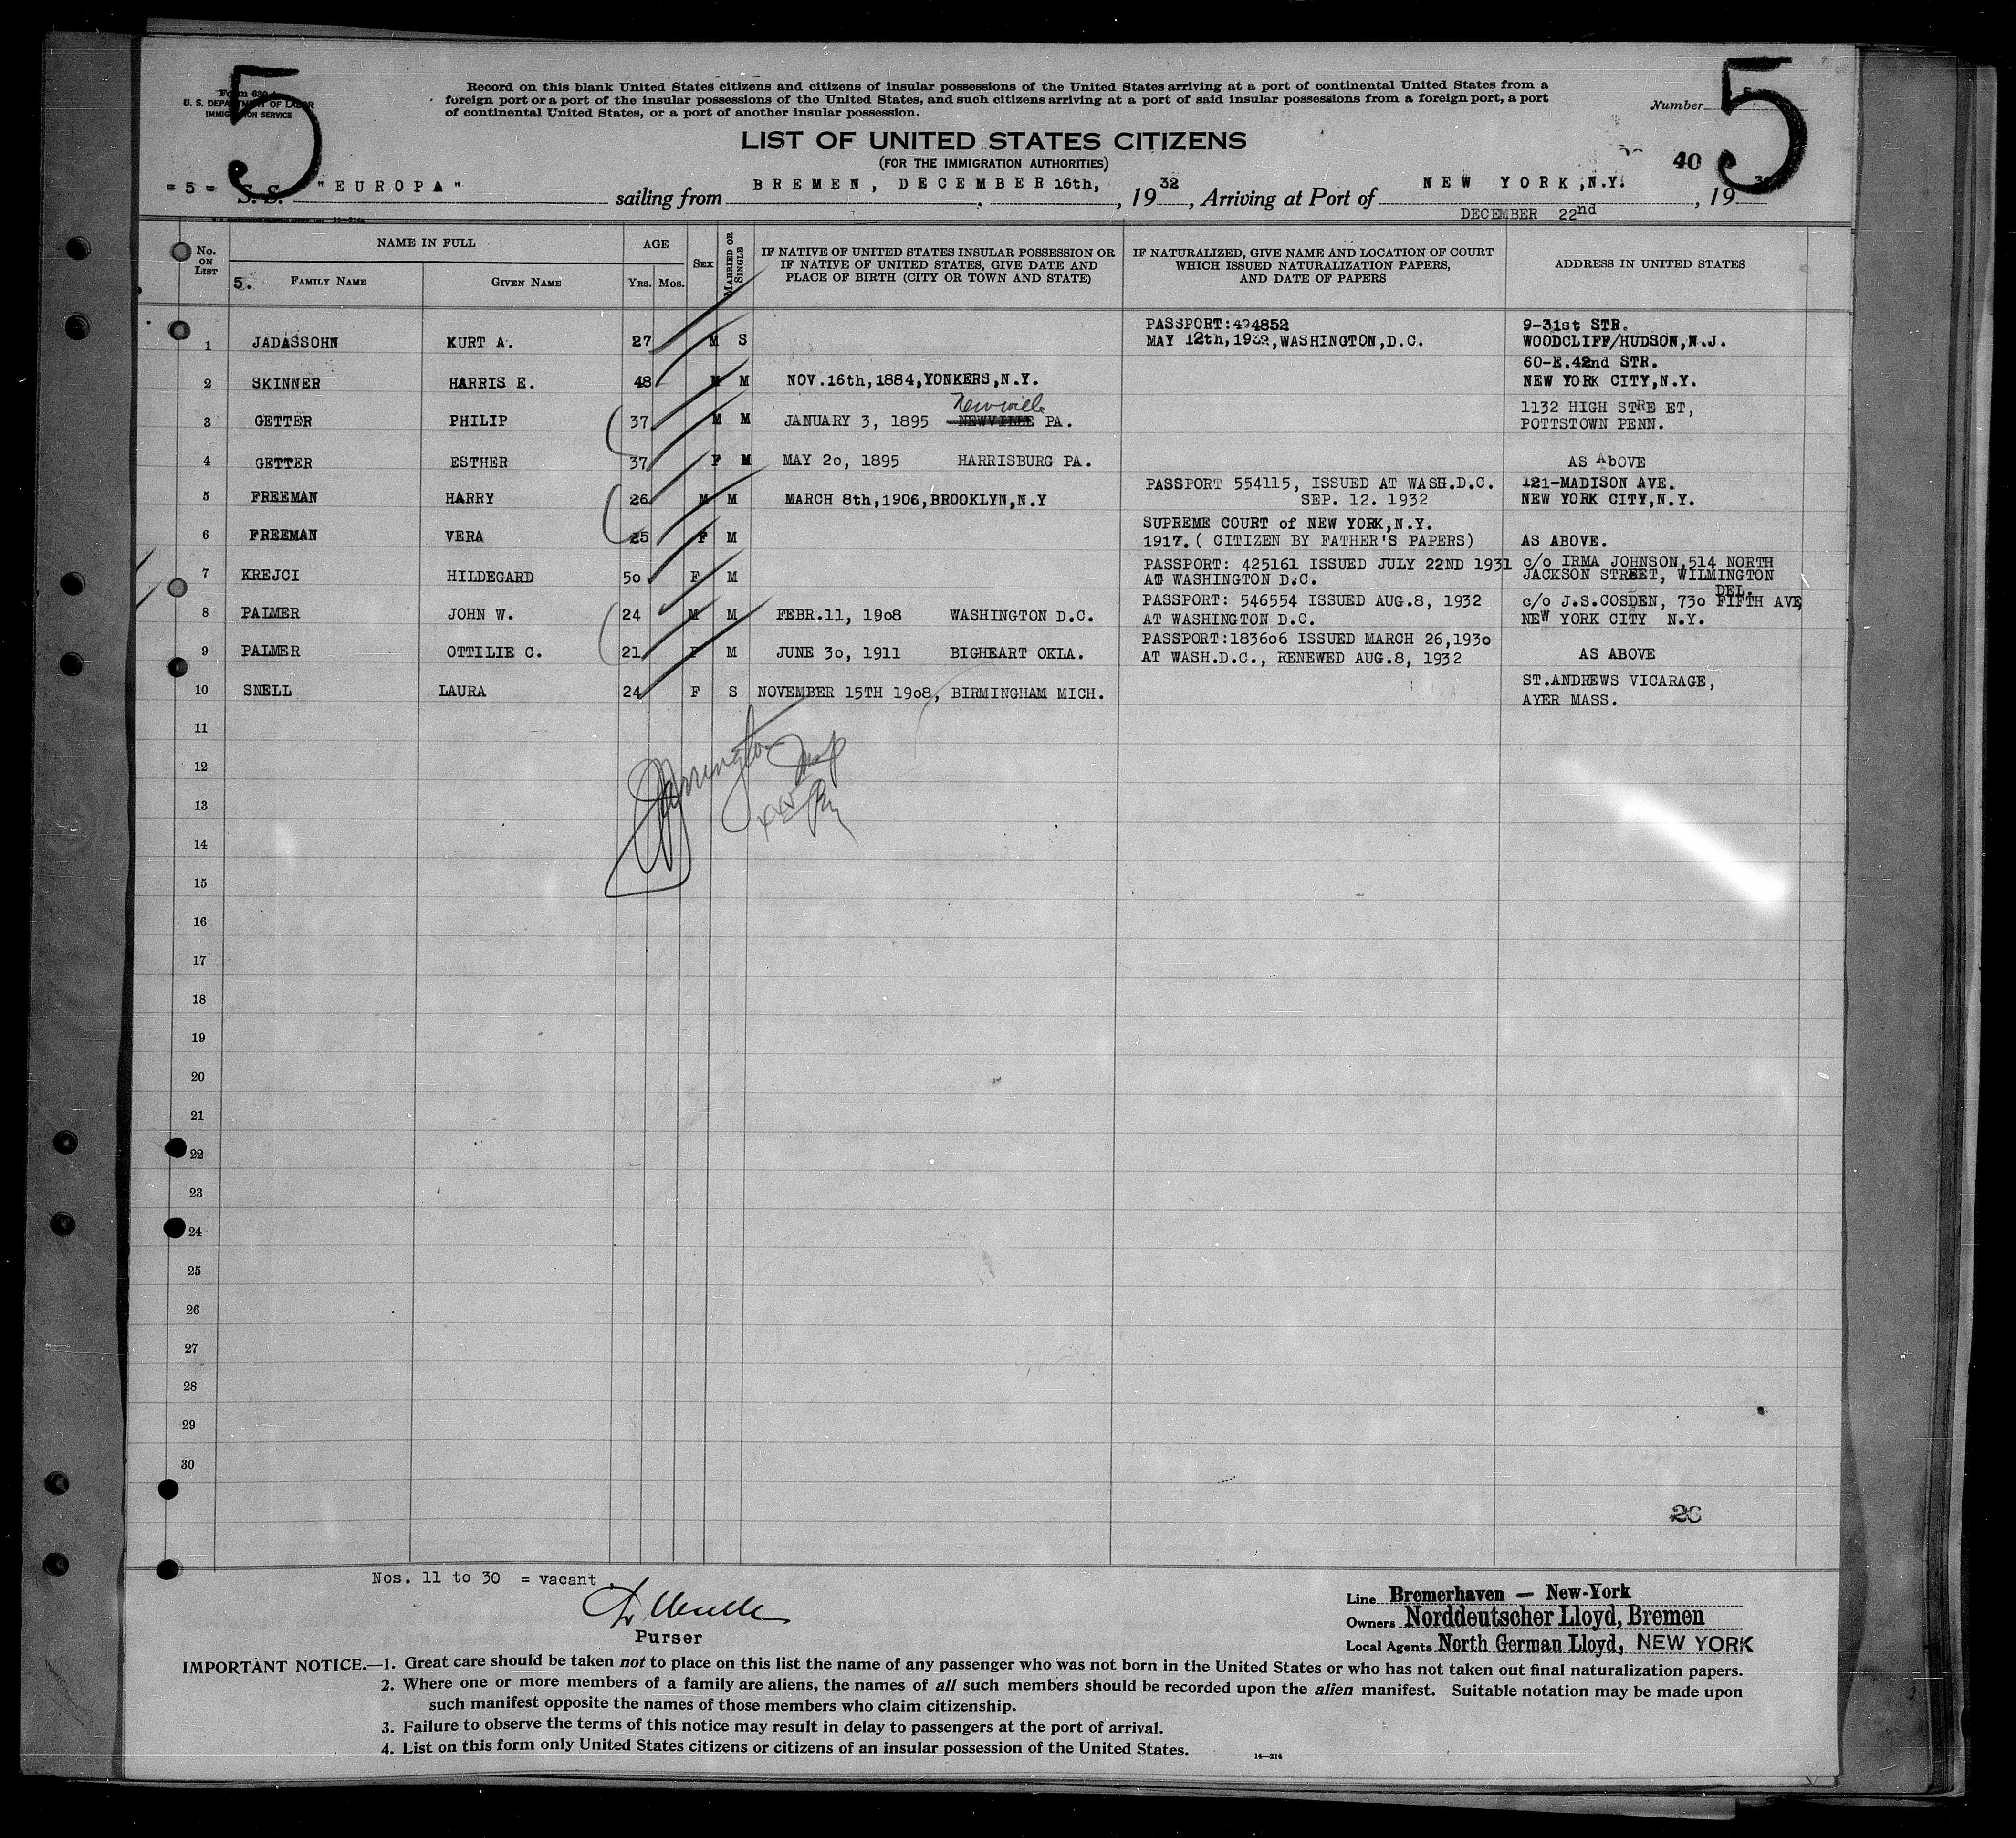 5
5
Form 630
U. S. DEPARTMENT OF LABOR
IMMIGRATION SERVICE
Record on this blank United States citizens and citizens of insular possessions of the United States arriving at a port of continental United States from a
foreign port or a port of the insular possessions of the United States, and such citizens arriving at a port of said insular possessions from a foreign port, a port
of continental United States, or a port of another insular possession.
Number
LIST OF UNITED STATES CITIZENS
(FOR THE IMMIGRATION AUTHORITIES)
40
= 5 = S. S. "EUROPA" sailing from BREMEN, DECEMBER 16th, , 1932, Arriving at Port of NEW YORK, N.Y. , 19
DECEMBER 22nd
No. ON LIST
NAME IN FULL
AGE
SEX
MARRIED OR SINGLE
IF NATIVE OF UNITED STATES INSULAR POSSESSION OR
IF NATIVE OF UNITED STATES, GIVE DATE AND
PLACE OF BIRTH (CITY OR TOWN AND STATE)
IF NATURALIZED, GIVE NAME AND LOCATION OF COURT
WHICH ISSUED NATURALIZATION PAPERS,
AND DATE OF PAPERS
ADDRESS IN UNITED STATES
5. FAMILY NAME GIVEN NAME YRS. MOS.
PASSPORT: 494852 9-31st STR.
1 JADASSOHN KURT A. 27 M S MAY 12th,1932,WASHINGTON,D.C. WOODCLIFF/HUDSON,N.J.
60-E.42nd STR.
2 SKINNER HARRIS E. 48 M M NOV.16th,1884,YONKERS,N.Y. NEW YORK CITY,N.Y.
Newville 1132 HIGH STREET,
3 GETTER PHILIP 37 M M JANUARY 3, 1895 NEWVILLE PA. POTTSTOWN PENN.
4 GETTER ESTHER 37 F M MAY 20, 1895 HARRISBURG PA. AS AbOVE
PASSPORT 554115, ISSUED AT WASH.D.C. 121-MADISON AVE.
5 FREEMAN HARRY 26 M M MARCH 8th,1906,BROOKLYN,N.Y SEP. 12. 1932 NEW YORK CITY,N.Y.
SUPREME COURT of NEW YORK,N.Y.
6 FREEMAN VERA 25 F M 1917.( CITIZEN BY FATHER'S PAPERS) AS ABOVE.
PASSPORT: 425161 ISSUED JULY 22ND 1931 c/o IRMA JOHNSON,514 NORTH
7 KREJCI HILDEGARD 50 F M AT WASHINGTON D.C. JACKSON STREET, WILMINGTON
DEL.
PASSPORT: 546554 ISSUED AUG.8, 1932 c/o J.S.COSDEN, 730 FIFTH AVE
8 PALMER JOHN W. 24 M M FEBR.11, 1908 WASHINGTON D.C. AT WASHINGTON D.C. NEW YORK CITY N.Y.
PASSPORT:183606 ISSUED MARCH 26,1930
9 PALMER OTTILIE C. 21 F M JUNE 30, 1911 BIGHEART OKLA. AT WASH.D.C., RENEWED AUG.8, 1932 AS ABOVE
ST.ANDREWS VICARAGE,
10 SNELL LAURA 24 F S NOVEMBER 15TH 1908, BIRMINGHAM MICH. AYER MASS.
11
12
13
14
15
16
17
18
19
20
21
22
23
24
25
26
27
28
29
30
26
Nos. 11 to 30 = vacant
Purser
Line Bremerhaven — New-York
Owners Norddeutscher Lloyd, Bremen
Local Agents North German Lloyd, NEW YORK
IMPORTANT NOTICE.—1. Great care should be taken not to place on this list the name of any passenger who was not born in the United States or who has not taken out final naturalization papers.
2. Where one or more members of a family are aliens, the names of all such members should be recorded upon the alien manifest. Suitable notation may be made upon
such manifest opposite the names of those members who claim citizenship.
3. Failure to observe the terms of this notice may result in delay to passengers at the port of arrival.
4. List on this form only United States citizens or citizens of an insular possession of the United States.
14—214